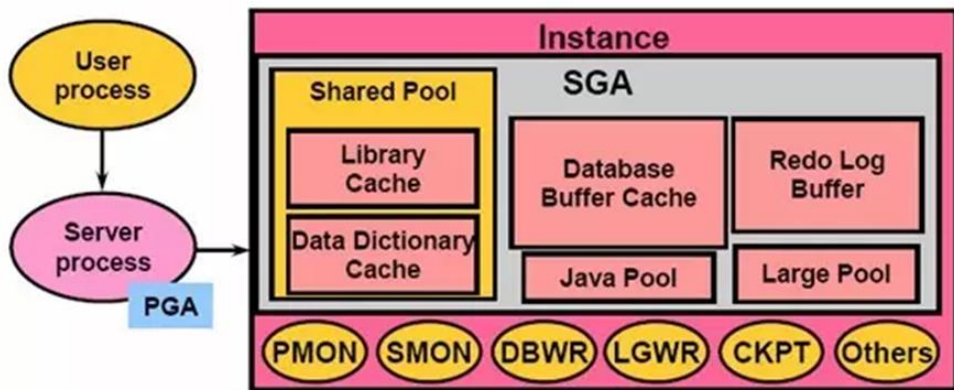 User
process
Server
process
PGA
Instance
SGA
Shared Pool
Library
Cache
Data Dictionary
Cache
Database
Buffer Cache
Redo Log
Buffer
Java Pool
Large Pool
PMON
SMON
DBWR
LGWR
CKPT
Others